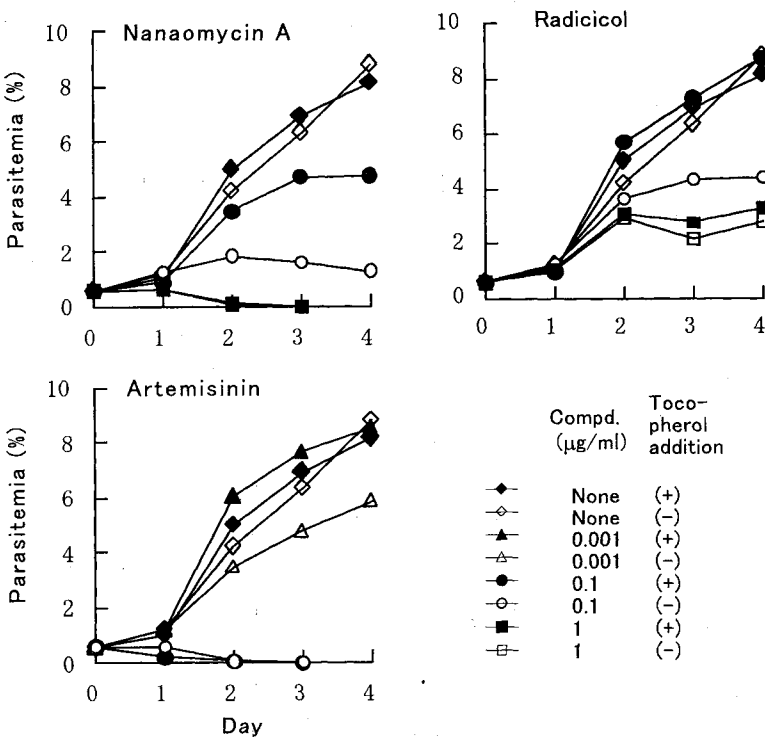 Nanaomycin A
Radicicol
Parasitemia (%)
10
8
6
4
2
0
0 1 2 3 4
10
8
6
4
2
0
0 1 2 3 4
Artemisinin
Parasitemia (%)
10
8
6
4
2
0
0 1 2 3 4
Day
Compd. (µg/ml)
Toco-
pherol
addition
None (+)
None (-)
0.001 (+)
0.001 (-)
0.1 (+)
0.1 (-)
1 (+)
1 (-)